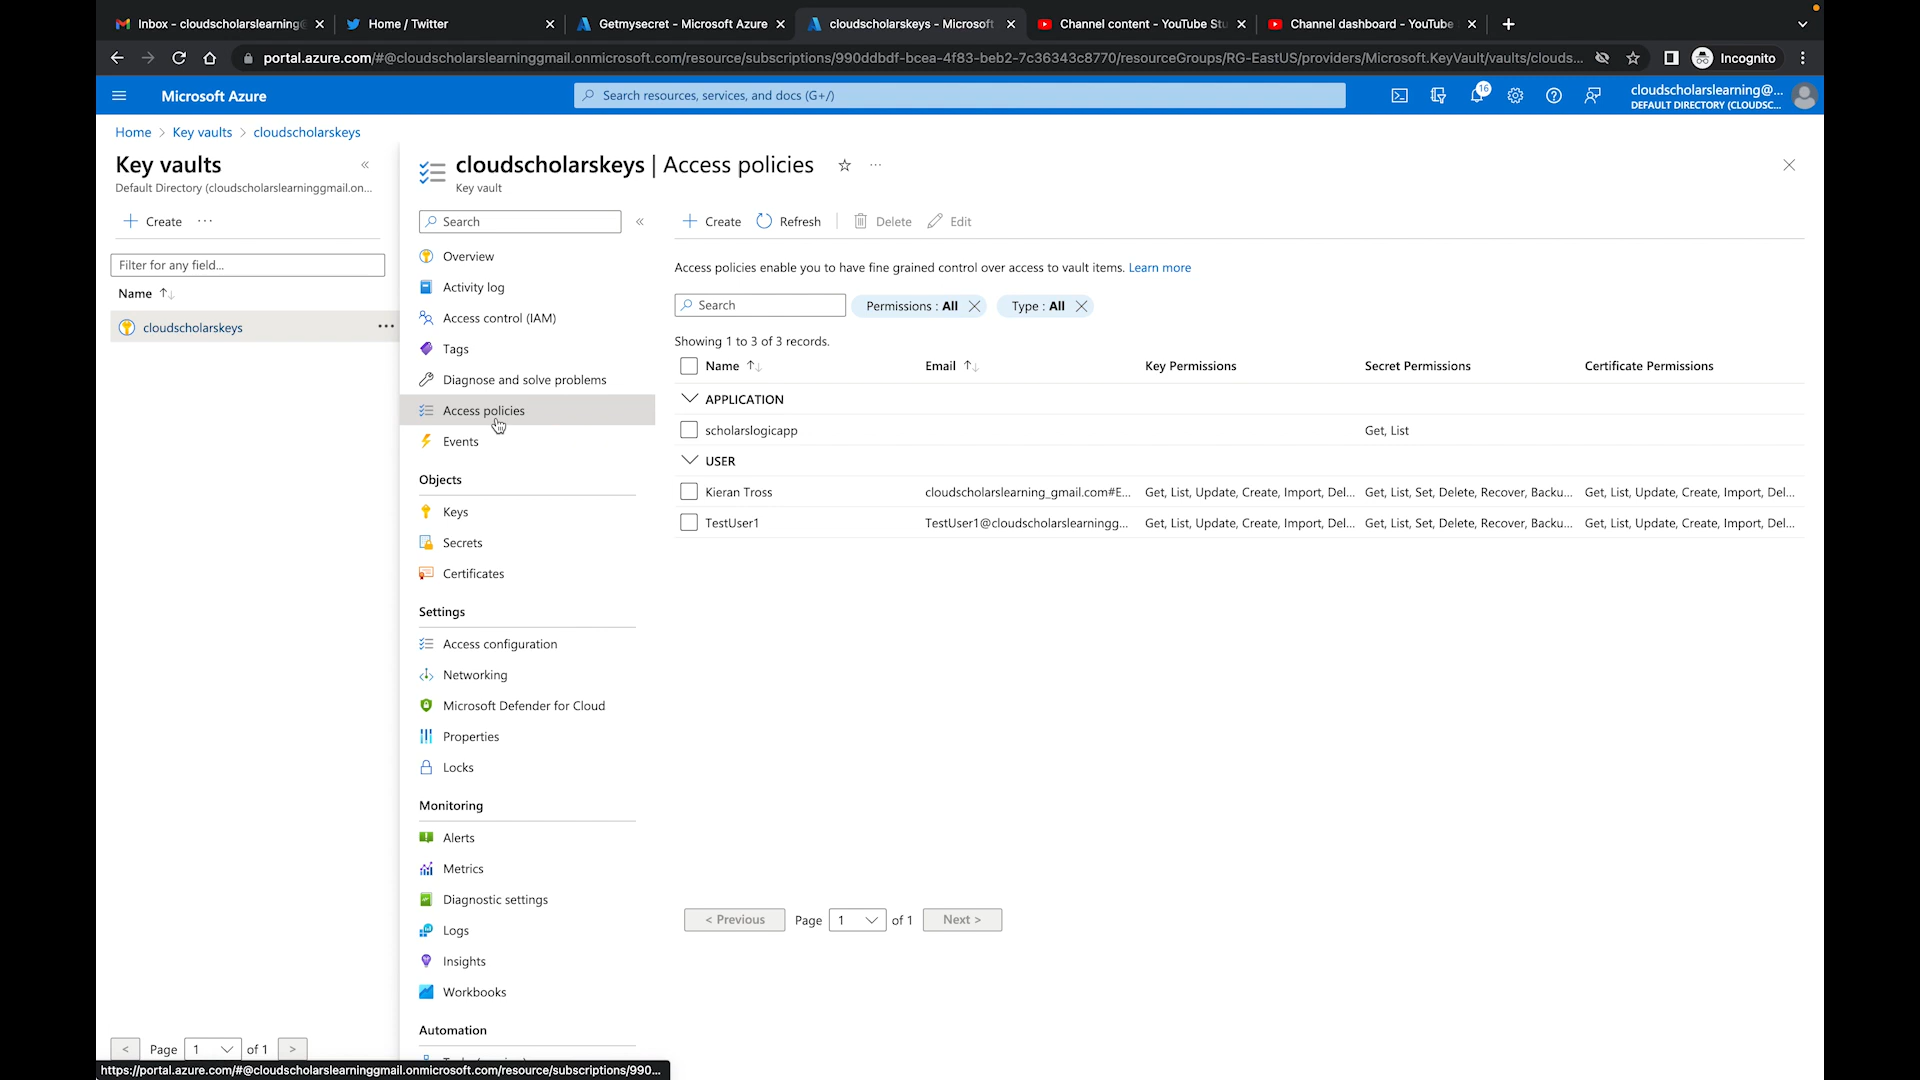 Inbox - cloudscholarslearning@
Home / Twitter
Getmysecret - Microsoft Azure
cloudscholarskeys - Microsoft
Channel content - YouTube Stu
Channel dashboard - YouTube
portal.azure.com/#@cloudscholarslearninggmail.onmicrosoft.com/resource/subscriptions/990ddbdf-bcea-4f83-beb2-7c36343c8770/resourceGroups/RG-EastUS/providers/Microsoft.KeyVault/vaults/clouds...
Incognito
Microsoft Azure
Search resources, services, and docs (G+/)
16
cloudscholarslearning@...
DEFAULT DIRECTORY (CLOUDSC...
Home > Key vaults > cloudscholarskeys
Key vaults
Default Directory (cloudscholarslearninggmail.on...
Create
Filter for any field...
Name
cloudscholarskeys
< Page 1 of 1 >
cloudscholarskeys | Access policies
Key vault
Search
Overview
Activity log
Access control (IAM)
Tags
Diagnose and solve problems
Access policies
Events
Objects
Keys
Secrets
Certificates
Settings
Access configuration
Networking
Microsoft Defender for Cloud
Properties
Locks
Monitoring
Alerts
Metrics
Diagnostic settings
Logs
Insights
Workbooks
Automation
Create Refresh Delete Edit
Access policies enable you to have fine grained control over access to vault items. Learn more
Search
Permissions : All
Type : All
Showing 1 to 3 of 3 records.
Name Email Key Permissions Secret Permissions Certificate Permissions
APPLICATION
scholarslogicapp Get, List
USER
Kieran Tross cloudscholarslearning_gmail.com#E... Get, List, Update, Create, Import, Del... Get, List, Set, Delete, Recover, Backu... Get, List, Update, Create, Import, Del...
TestUser1 TestUser1@cloudscholarslearningg... Get, List, Update, Create, Import, Del... Get, List, Set, Delete, Recover, Backu... Get, List, Update, Create, Import, Del...
< Previous Page 1 of 1 Next >
https://portal.azure.com/#@cloudscholarslearninggmail.onmicrosoft.com/resource/subscriptions/990...